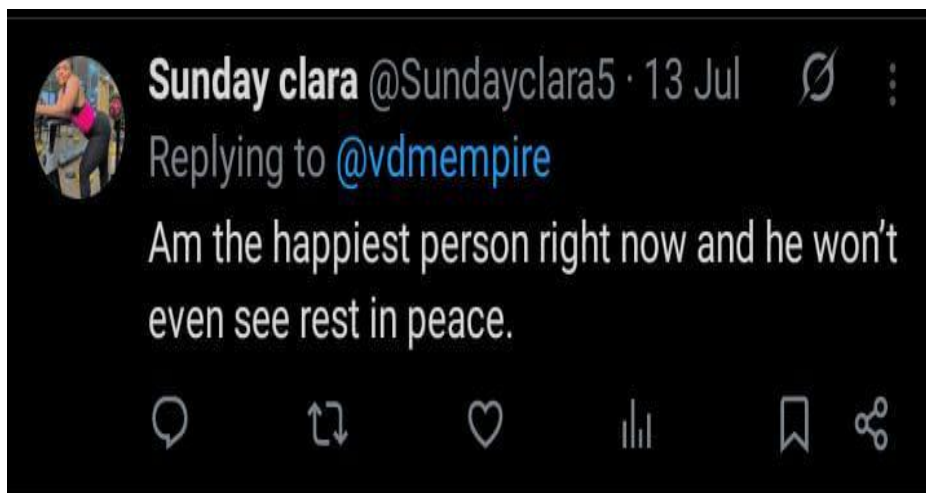 Sunday clara @Sundayclara5 · 13 Jul
Replying to @vdmempire
Am the happiest person right now and he won't
even see rest in peace.